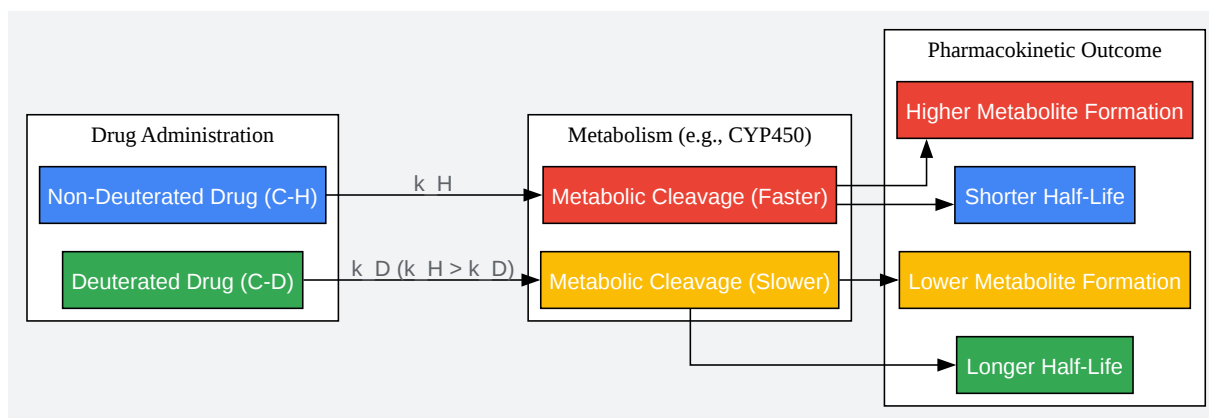 Drug Administration
Non-Deuterated Drug (C-H)
Deuterated Drug (C-D)
k_H
k_D (k_H > k_D)
Metabolism (e.g., CYP450)
Metabolic Cleavage (Faster)
Metabolic Cleavage (Slower)
Pharmacokinetic Outcome
Higher Metabolite Formation
Shorter Half-Life
Lower Metabolite Formation
Longer Half-Life